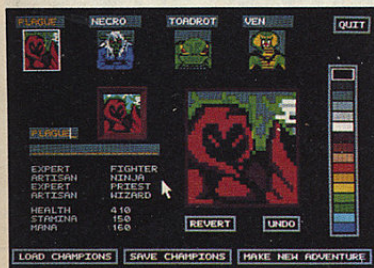 PLAGUE NECRO TOADROT VEN QUIT
PLAGUE
EXPERT FIGHTER
ARTISAN NINJA
EXPERT PRIEST
ARTISAN WIZARD
HEALTH 410
STAMINA 150
MANA 160
REVERT UNDO
LOAD CHAMPIONS SAVE CHAMPIONS MAKE NEW ADVENTURE